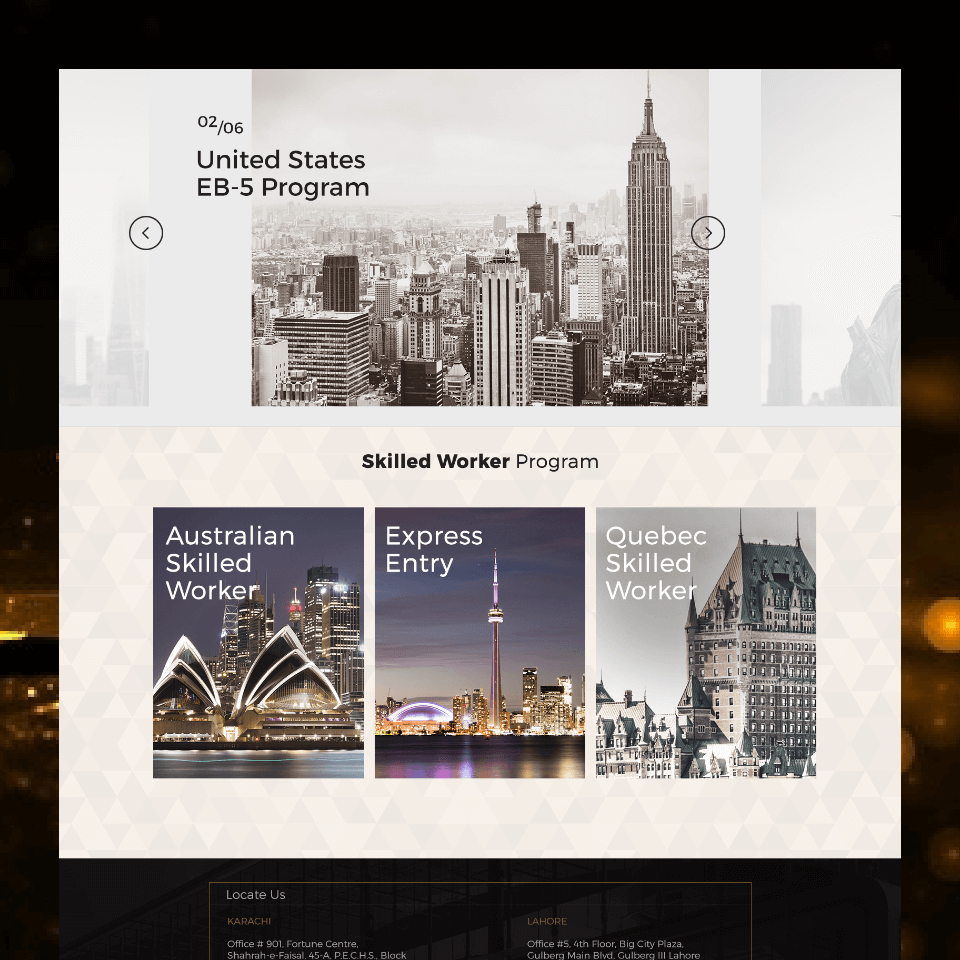 02/06
United States
EB-5 Program
Skilled Worker Program
Australian
Skilled
Worker
Express
Entry
Quebec
Skilled
Worker
Locate Us
KARACHI
LAHORE
Office # 901, Fortune Centre,
Shahrah-e-Faisal, 45-A, P.E.C.H.S., Block
Office #5, 4th Floor, Big City Plaza,
Gulberg Main Blvd, Gulberg III Lahore